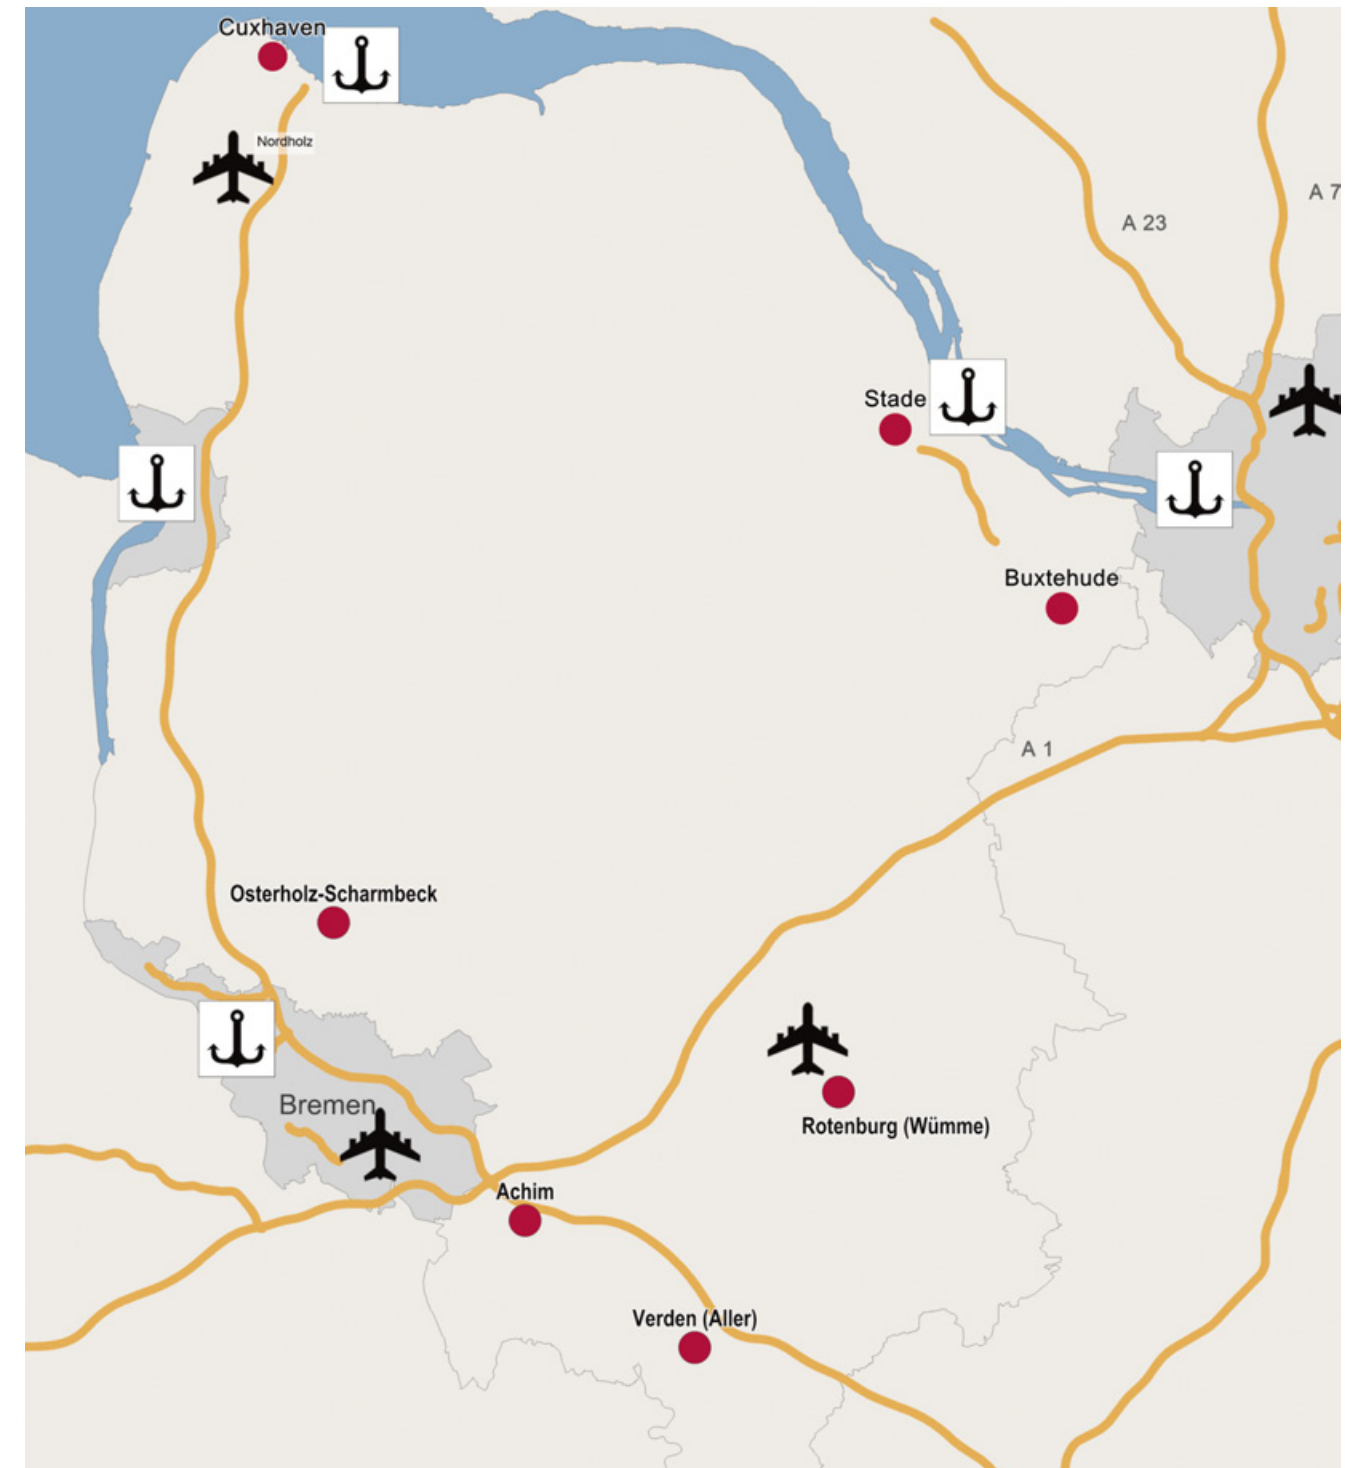 Cuxhaven
Nordholz
A 7
A 23
Stade
Buxtehude
A 1
Osterholz-Scharmbeck
Bremen
Rotenburg (Wümme)
Achim
Verden (Aller)